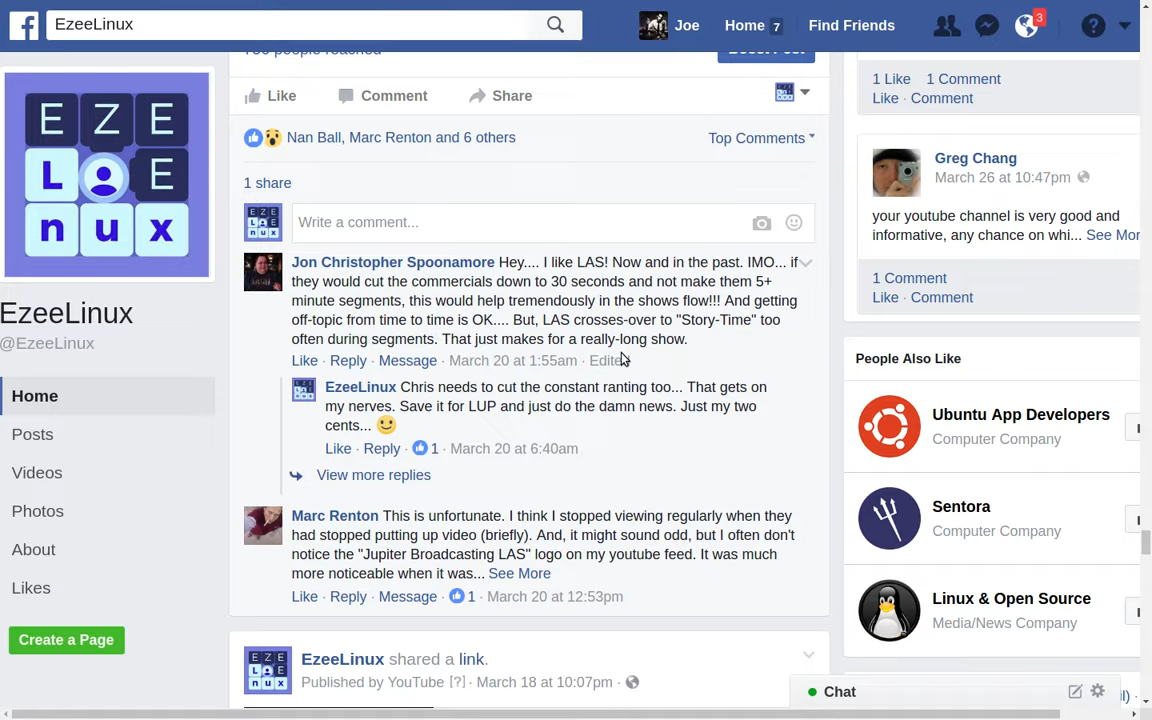 EzeeLinux
Joe
Home 7
Find Friends
3
people reached
Boost Post
Like
Comment
Share
Nan Ball, Marc Renton and 6 others
Top Comments
1 share
Write a comment...
E Z E
L E
n u x
EzeeLinux
@EzeeLinux
Home
Posts
Videos
Photos
About
Likes
Create a Page
Jon Christopher Spoonamore Hey.... I like LAS! Now and in the past. IMO... if
they would cut the commercials down to 30 seconds and not make them 5+
minute segments, this would help tremendously in the shows flow!!! And getting
off-topic from time to time is OK.... But, LAS crosses-over to "Story-Time" too
often during segments. That just makes for a really-long show.
Like · Reply · Message · March 20 at 1:55am · Edited
EzeeLinux Chris needs to cut the constant ranting too... That gets on
my nerves. Save it for LUP and just do the damn news. Just my two
cents...
Like · Reply · 1 · March 20 at 6:40am
View more replies
Marc Renton This is unfortunate. I think I stopped viewing regularly when they
had stopped putting up video (briefly). And, it might sound odd, but I often don't
notice the "Jupiter Broadcasting LAS" logo on my youtube feed. It was much
more noticeable when it was... See More
Like · Reply · Message · 1 · March 20 at 12:53pm
EzeeLinux shared a link.
Published by YouTube [?] · March 18 at 10:07pm ·
1 Like 1 Comment
Like · Comment
Greg Chang
March 26 at 10:47pm
your youtube channel is very good and
informative, any chance on whi... See Mor
1 Comment
Like · Comment
People Also Like
Ubuntu App Developers
Computer Company
Sentora
Computer Company
Linux & Open Source
Media/News Company
Chat